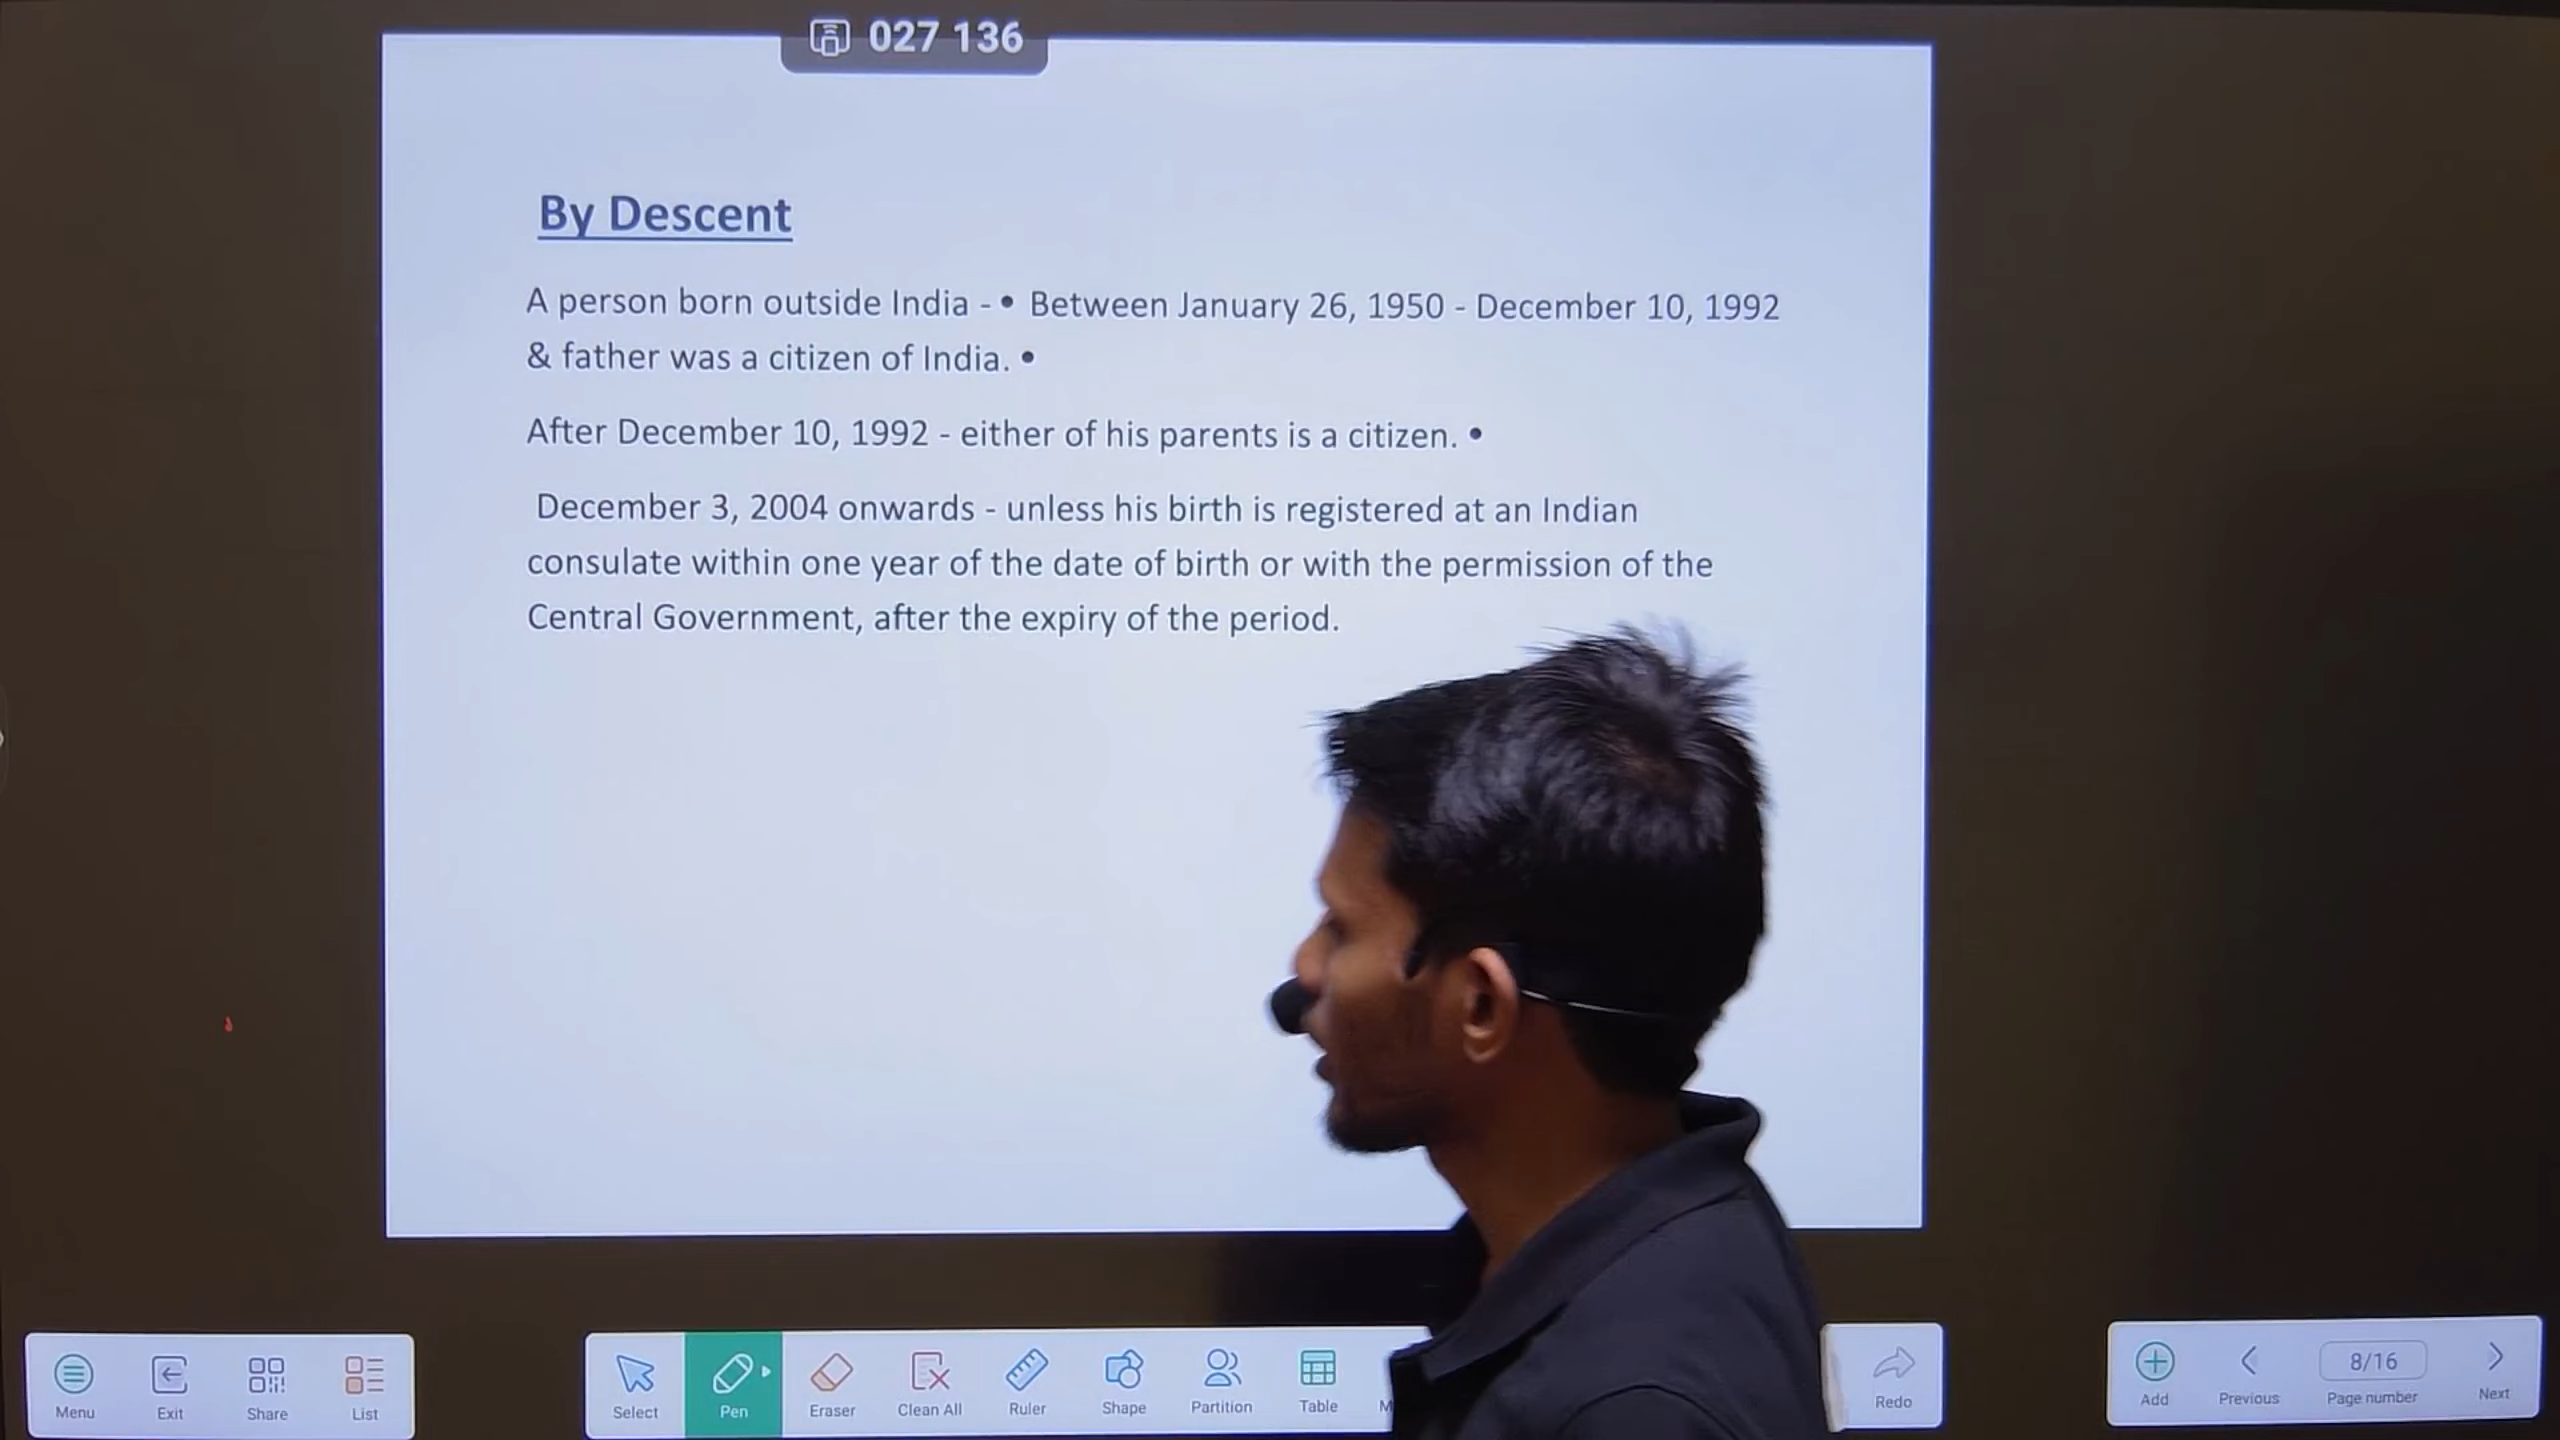 027 136
By Descent
A person born outside India - • Between January 26, 1950 - December 10, 1992
& father was a citizen of India. •
After December 10, 1992 - either of his parents is a citizen. •
December 3, 2004 onwards - unless his birth is registered at an Indian
consulate within one year of the date of birth or with the permission of the
Central Government, after the expiry of the period.
Menu Exit Share List Select Pen Eraser Clean All Ruler Shape Partition Table Redo Add Previous 8/16 Page number Next